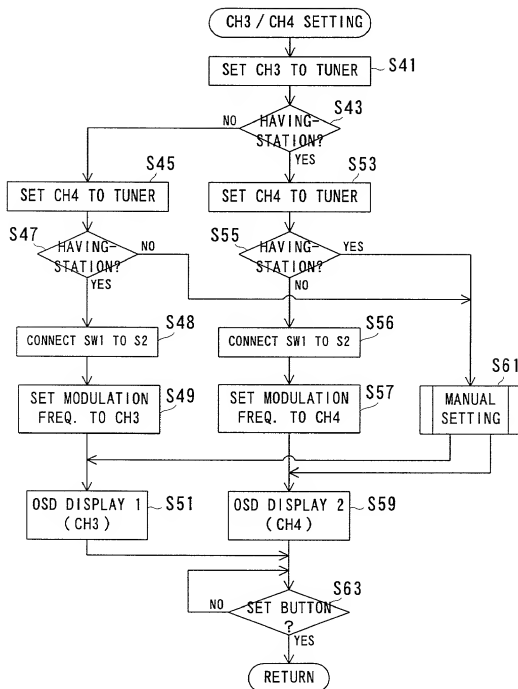 CH3/CH4 SETTING
SET CH3 TO TUNER
S41
HAVING-
STATION?
S43
NO
YES
S45
SET CH4 TO TUNER
S53
SET CH4 TO TUNER
S47
HAVING-
STATION?
NO
YES
S55
HAVING-
STATION?
YES
NO
S48
CONNECT SW1 TO S2
S56
CONNECT SW1 TO S2
S49
SET MODULATION
FREQ. TO CH3
S57
SET MODULATION
FREQ. TO CH4
S61
MANUAL
SETTING
OSD DISPLAY 1
(CH3)
S51
OSD DISPLAY 2
(CH4)
S59
S63
SET BUTTON
?
NO
YES
RETURN